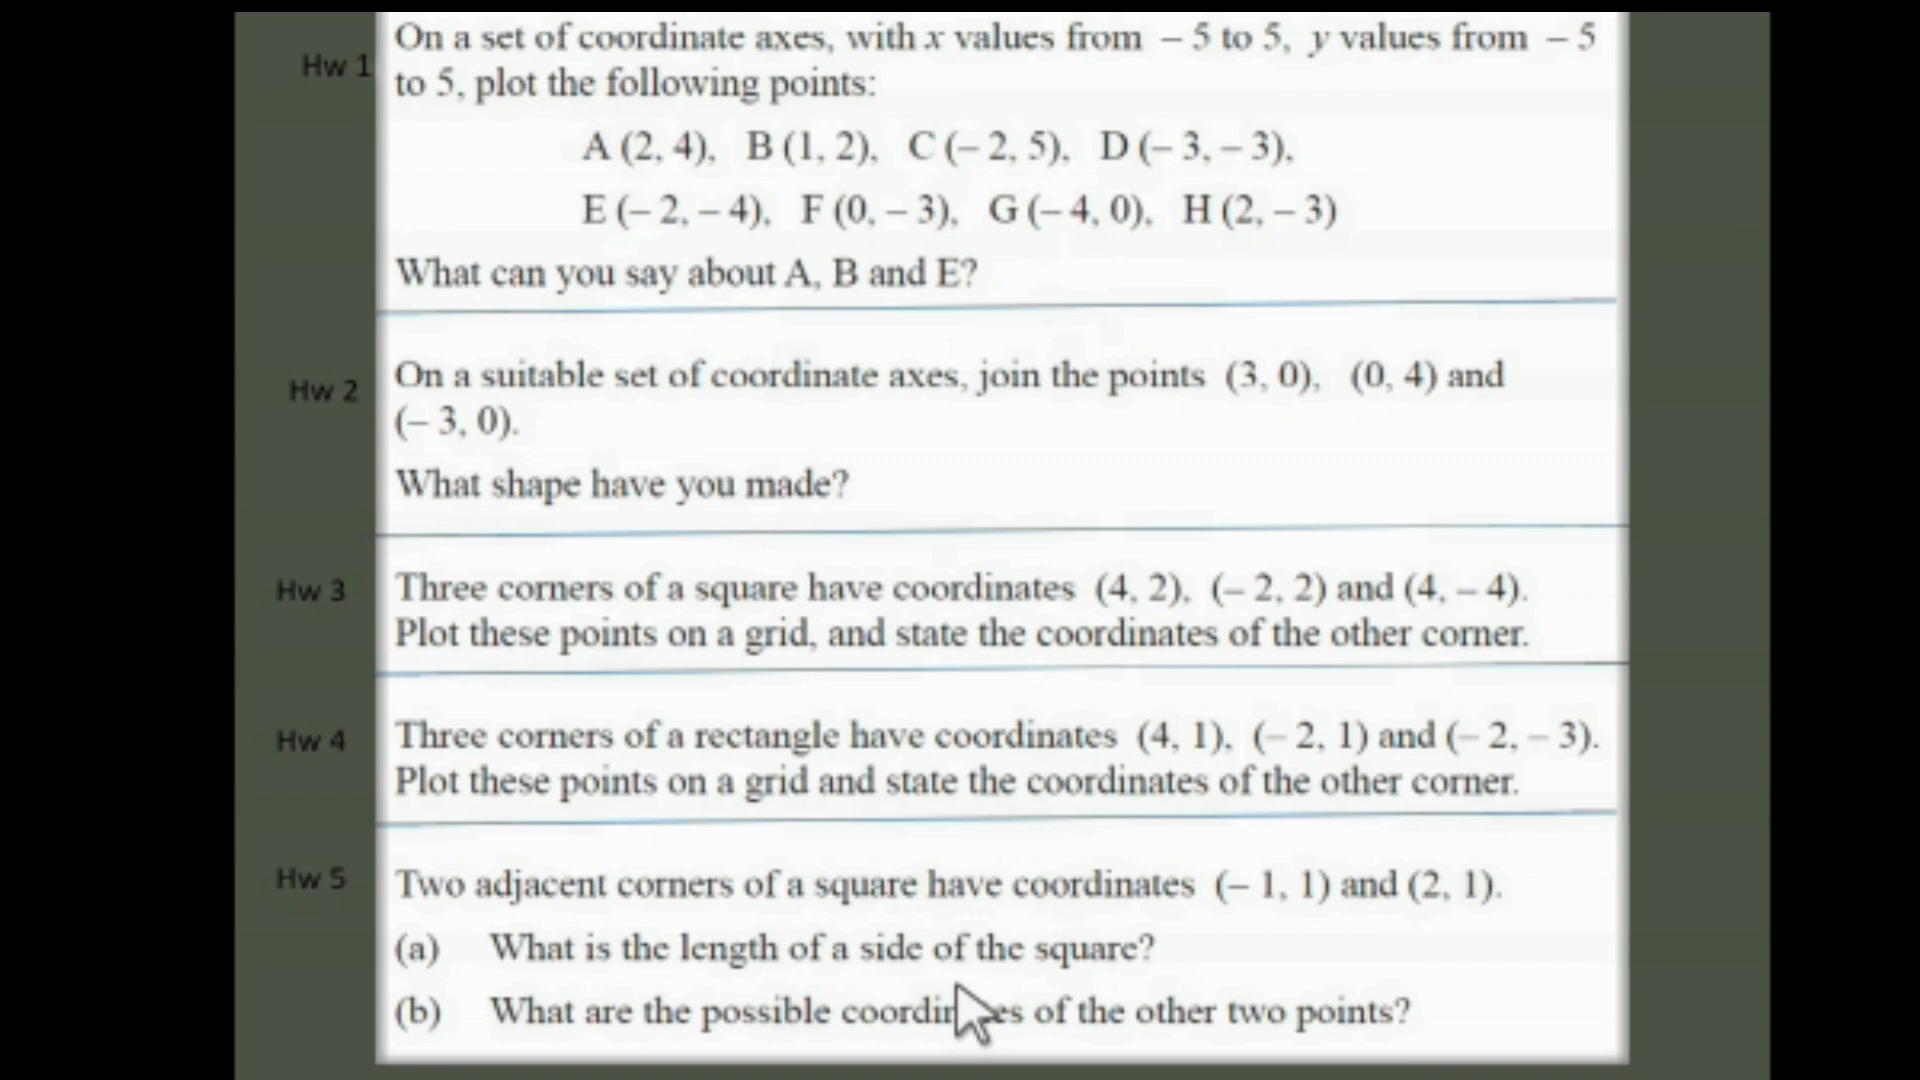 Hw 1
On a set of coordinate axes, with x values from – 5 to 5, y values from – 5
to 5, plot the following points:
A (2, 4), B (1, 2), C (– 2, 5), D (– 3, – 3),
E (– 2, – 4), F (0, – 3), G (– 4, 0), H (2, – 3)
What can you say about A, B and E?
Hw 2
On a suitable set of coordinate axes, join the points (3, 0), (0, 4) and
(– 3, 0).
What shape have you made?
Hw 3
Three corners of a square have coordinates (4, 2), (– 2, 2) and (4, – 4).
Plot these points on a grid, and state the coordinates of the other corner.
Hw 4
Three corners of a rectangle have coordinates (4, 1), (– 2, 1) and (– 2, – 3).
Plot these points on a grid and state the coordinates of the other corner.
Hw 5
Two adjacent corners of a square have coordinates (– 1, 1) and (2, 1).
(a) What is the length of a side of the square?
(b) What are the possible coordinates of the other two points?